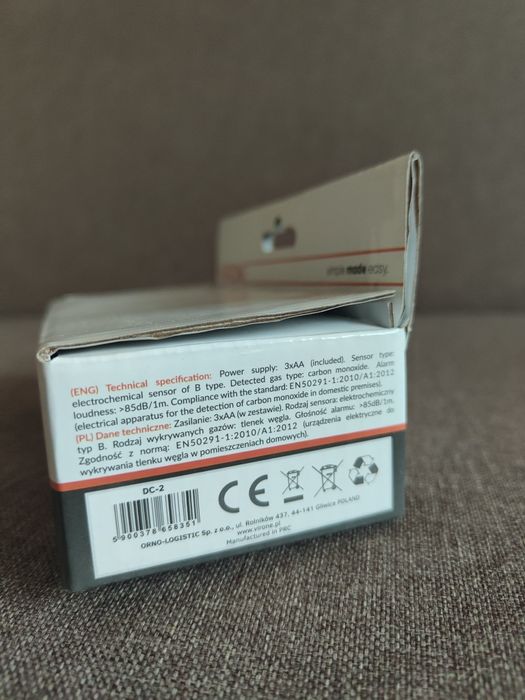 simple made easy.
(ENG) Technical specification: Power supply: 3xAA (included). Sensor type:
electrochemical sensor of B type. Detected gas type: carbon monoxide. Alarm
loudness: >85dB/1m. Compliance with the standard: EN50291-1:2010/A1:2012
(electrical apparatus for the detection of carbon monoxide in domestic premises).
(PL) Dane techniczne: Zasilanie: 3xAA (w zestawie). Rodzaj sensora: elektrochemiczny
typ B. Rodzaj wykrywanych gazów: tlenek węgla. Głośność alarmu: >85dB/1m.
Zgodność z normą: EN50291-1:2010/A1:2012 (urządzenia elektryczne do
wykrywania tlenku węgla w pomieszczeniach domowych).
DC-2
CE
5 900378 658351
ORNO-LOGISTIC Sp. z o.o., ul. Rolników 437, 44-141 Gliwice POLAND
www.virone.pl
Manufactured in PRC